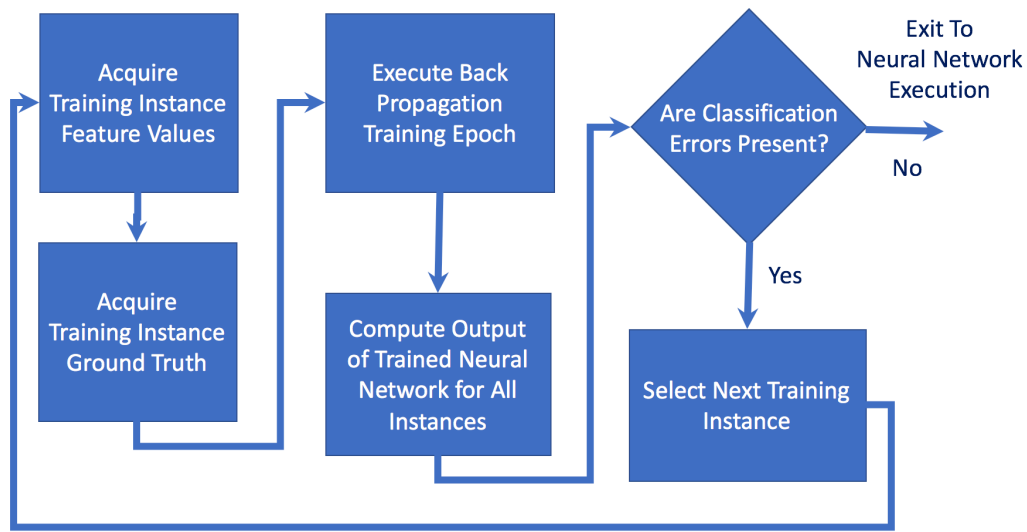 Acquire
Training Instance
Feature Values
Acquire
Training Instance
Ground Truth
Execute Back
Propagation
Training Epoch
Compute Output
of Trained Neural
Network for All
Instances
Are Classification
Errors Present?
Exit To
Neural Network
Execution
No
Yes
Select Next Training
Instance